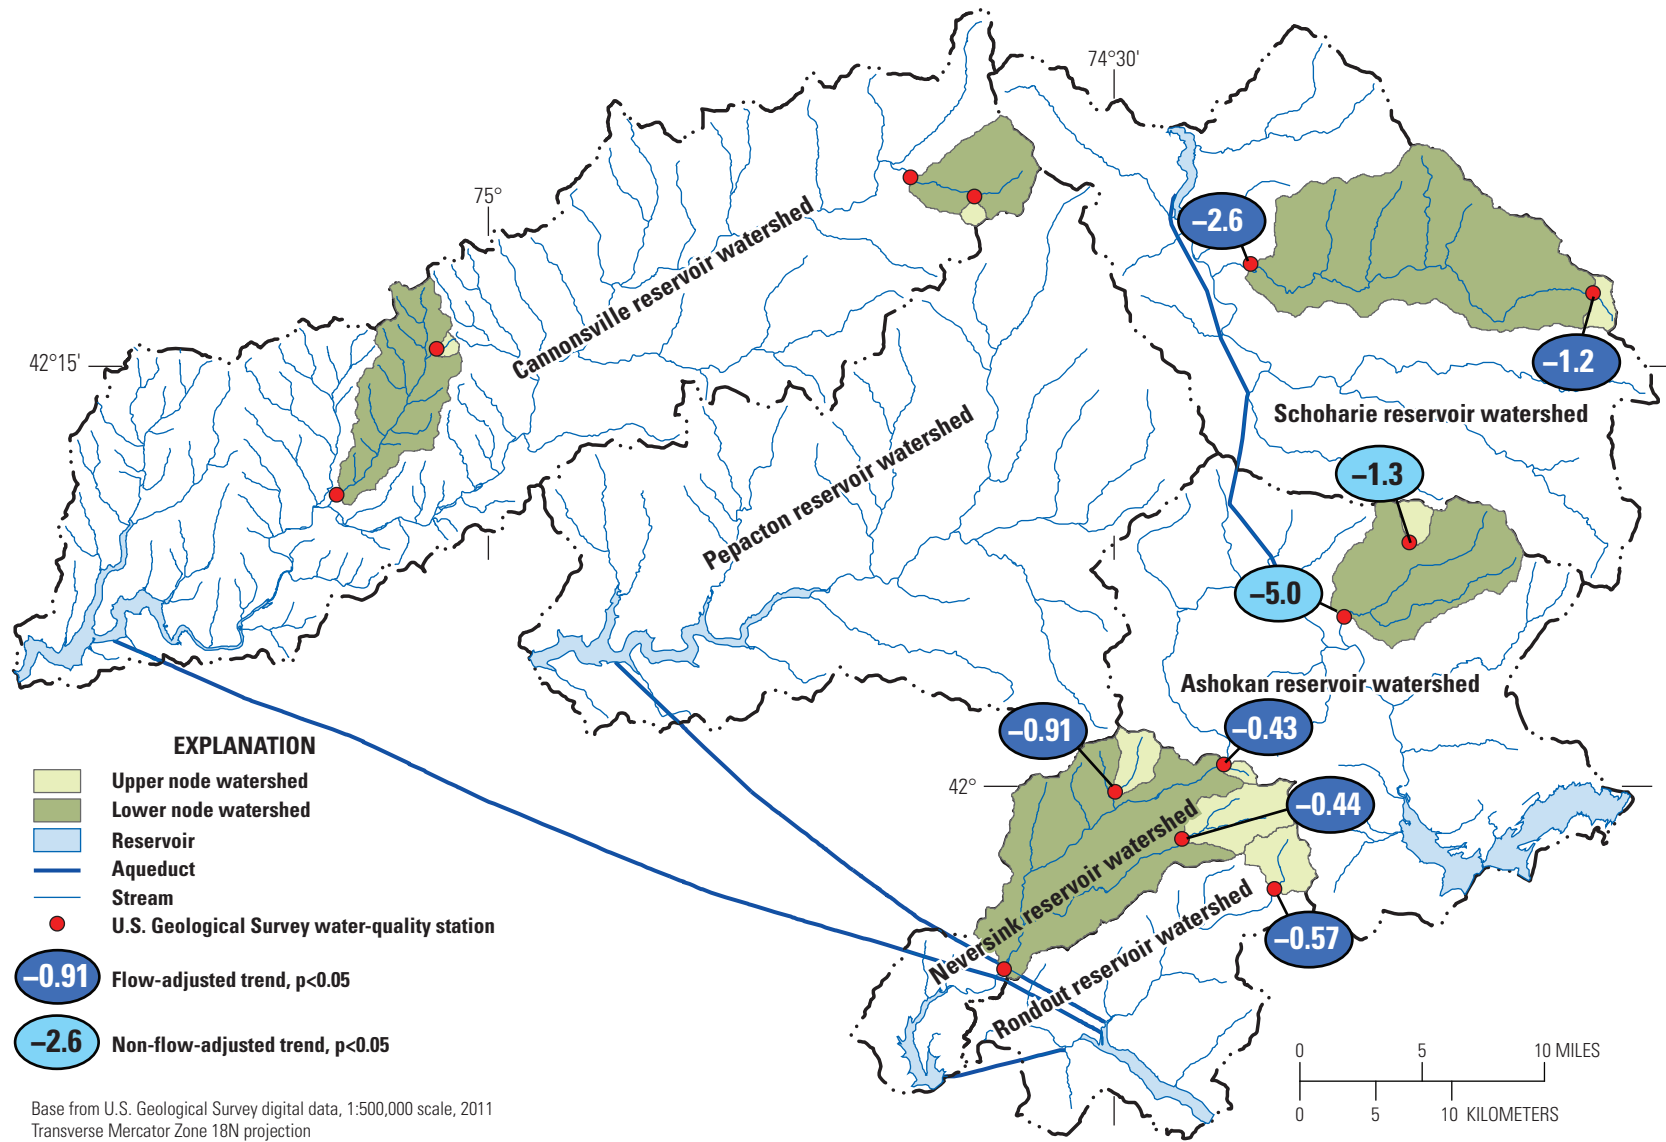 74°30'
75°
Cannonsville reservoir watershed
−2.6
−1.2
42°15'
Schoharie reservoir watershed
Pepacton reservoir watershed
−1.3
−5.0
Ashokan reservoir watershed
−0.91
−0.43
42°
−0.44
Neversink reservoir watershed
−0.57
Rondout reservoir watershed
EXPLANATION
Upper node watershed
Lower node watershed
Reservoir
Aqueduct
Stream
U.S. Geological Survey water-quality station
−0.91 Flow-adjusted trend, p<0.05
−2.6 Non-flow-adjusted trend, p<0.05
0 5 10 MILES
0 5 10 KILOMETERS
Base from U.S. Geological Survey digital data, 1:500,000 scale, 2011
Transverse Mercator Zone 18N projection